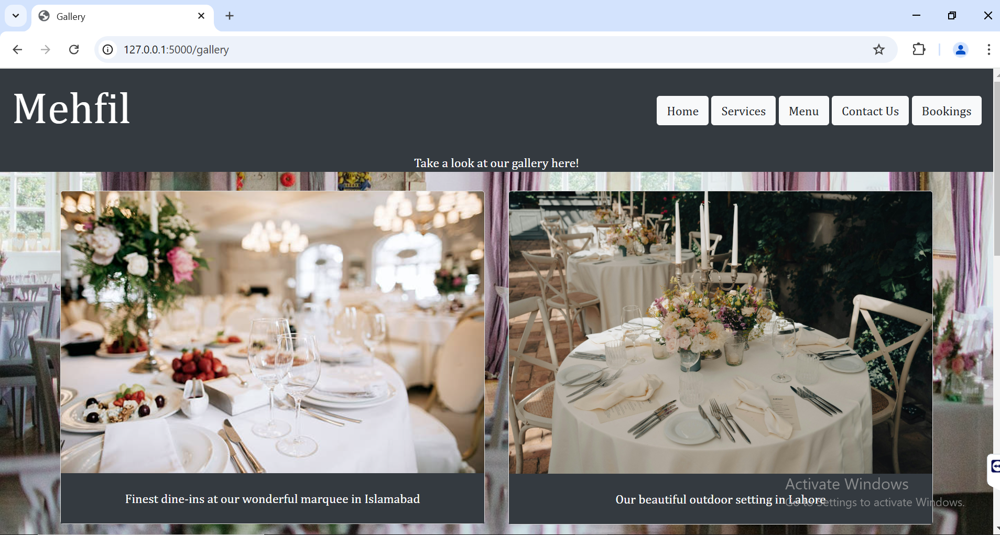 Gallery
127.0.0.1:5000/gallery
Mehfil
Home Services Menu Contact Us Bookings
Take a look at our gallery here!
Finest dine-ins at our wonderful marquee in Islamabad
Our beautiful outdoor setting in Lahore
Activate Windows
Go to Settings to activate Windows.